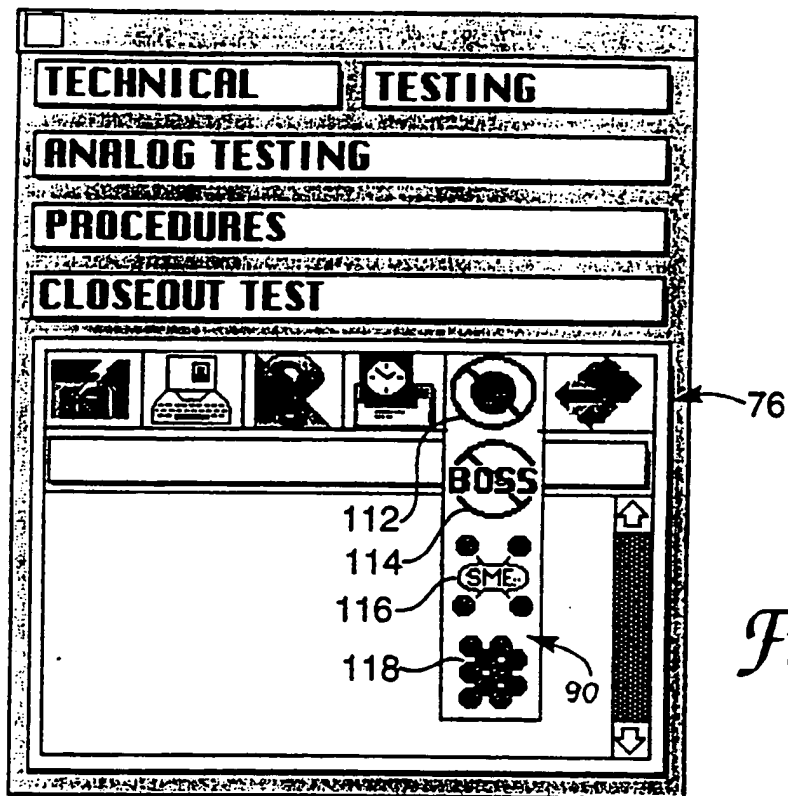 TECHNICAL TESTING
ANALOG TESTING
PROCEDURES
CLOSEOUT TEST
76
BOSS
112
114
SME
116
118
90